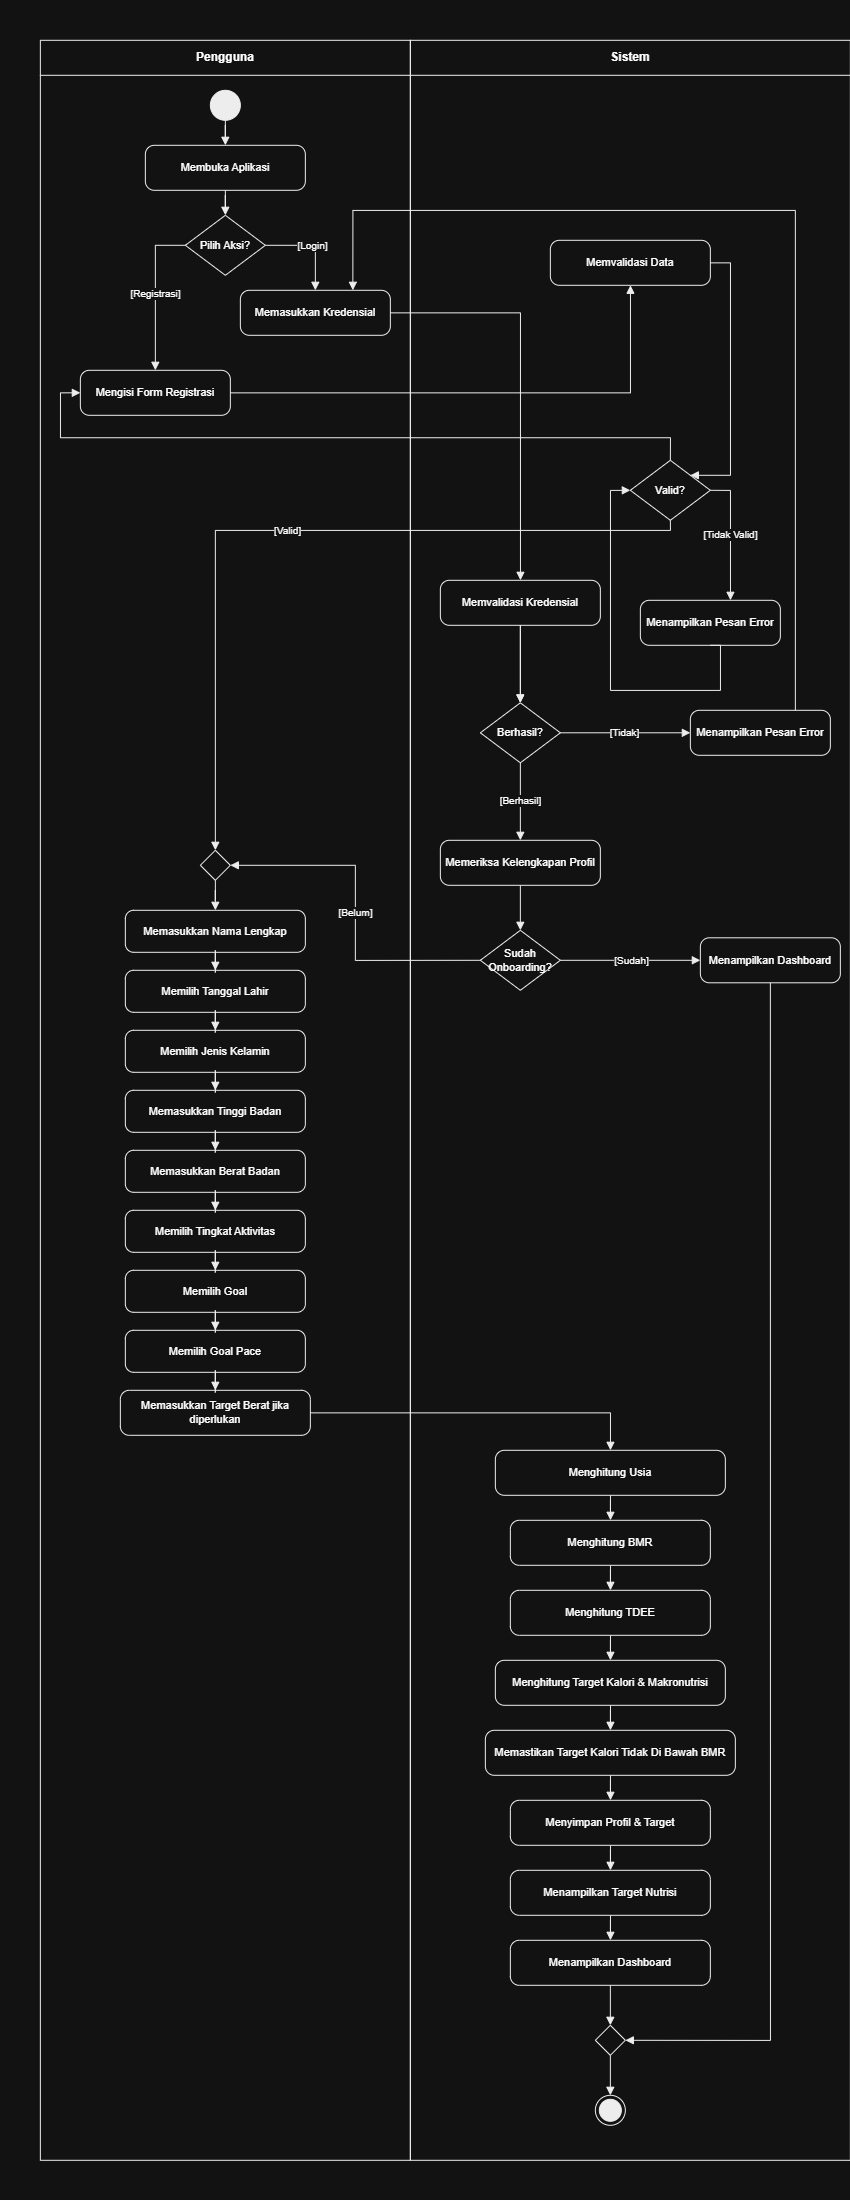 Pengguna
Sistem
Membuka Aplikasi
Pilih Aksi?
[Login]
[Registrasi]
Memasukkan Kredensial
Memvalidasi Data
Mengisi Form Registrasi
Valid?
[Valid]
[Tidak Valid]
Memvalidasi Kredensial
Menampilkan Pesan Error
Berhasil?
[Tidak]
Menampilkan Pesan Error
[Berhasil]
Memeriksa Kelengkapan Profil
[Belum]
Memasukkan Nama Lengkap
Sudah
Onboarding?
[Sudah]
Menampilkan Dashboard
Memilih Tanggal Lahir
Memilih Jenis Kelamin
Memasukkan Tinggi Badan
Memasukkan Berat Badan
Memilih Tingkat Aktivitas
Memilih Goal
Memilih Goal Pace
Memasukkan Target Berat jika
diperlukan
Menghitung Usia
Menghitung BMR
Menghitung TDEE
Menghitung Target Kalori & Makronutrisi
Memastikan Target Kalori Tidak Di Bawah BMR
Menyimpan Profil & Target
Menampilkan Target Nutrisi
Menampilkan Dashboard